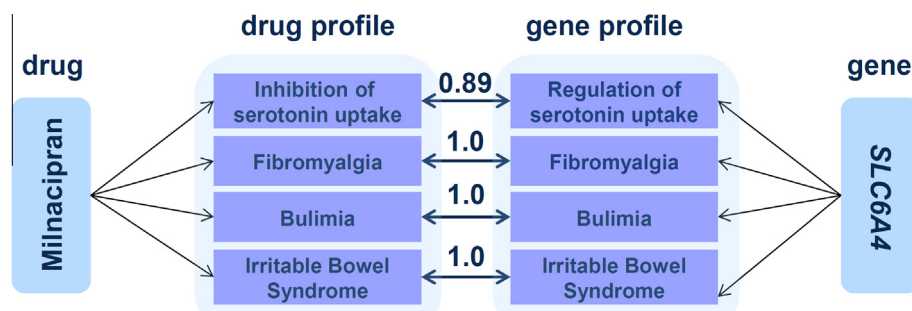 drug profile
gene profile
drug
gene
Milnacipran
Inhibition of
serotonin uptake
0.89
Regulation of
serotonin uptake
SLC6A4
Fibromyalgia
1.0
Fibromyalgia
Bulimia
1.0
Bulimia
Irritable Bowel
Syndrome
1.0
Irritable Bowel
Syndrome